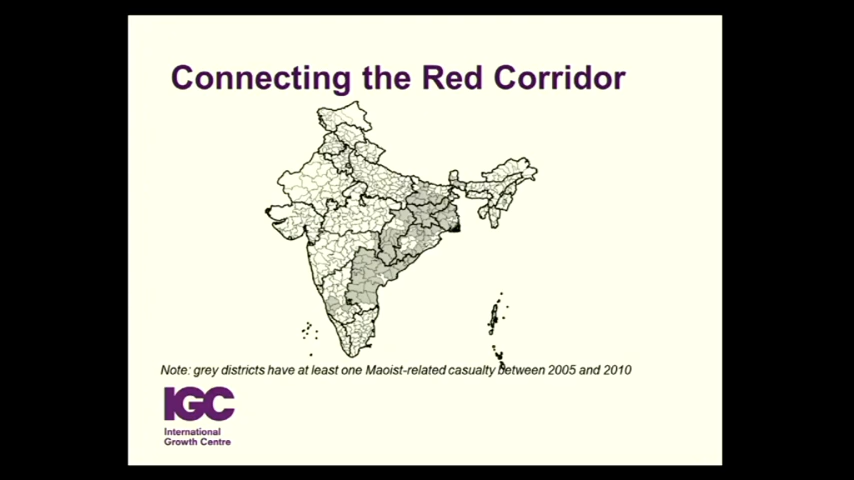 Connecting the Red Corridor
Note: grey districts have at least one Maoist-related casualty between 2005 and 2010
IGC
International
Growth Centre